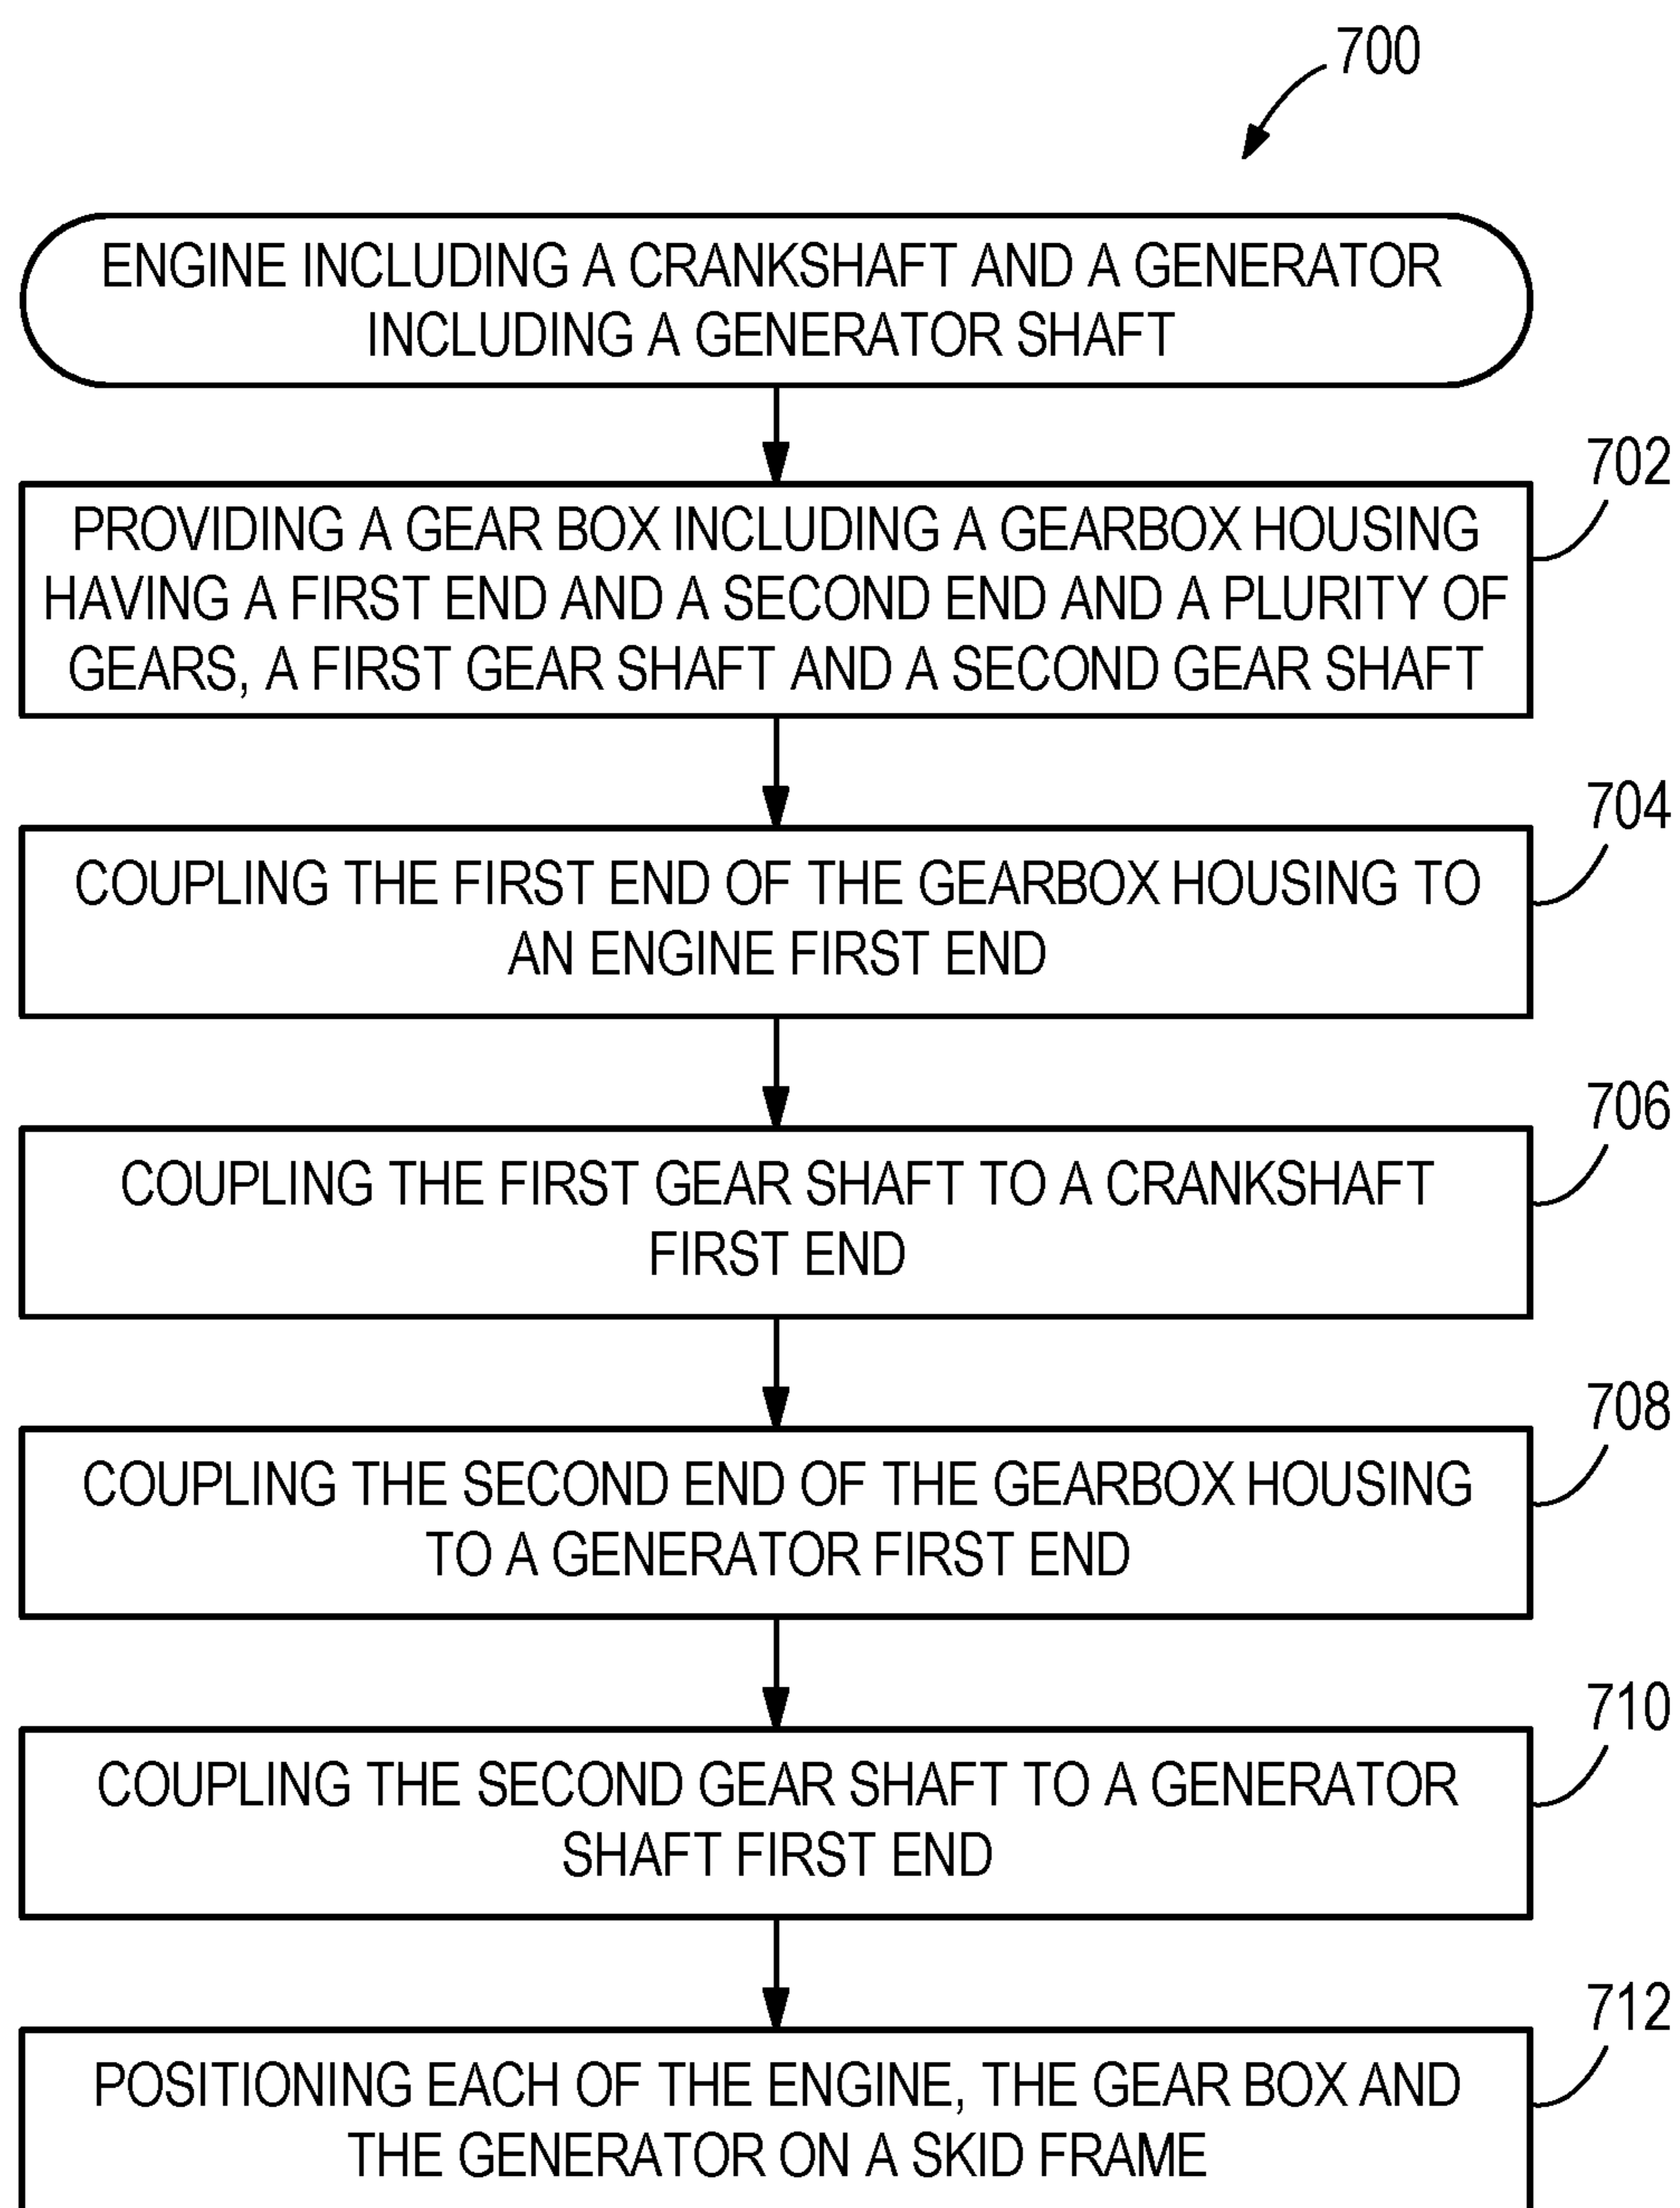 700
ENGINE INCLUDING A CRANKSHAFT AND A GENERATOR
INCLUDING A GENERATOR SHAFT
702
PROVIDING A GEAR BOX INCLUDING A GEARBOX HOUSING
HAVING A FIRST END AND A SECOND END AND A PLURITY OF
GEARS, A FIRST GEAR SHAFT AND A SECOND GEAR SHAFT
704
COUPLING THE FIRST END OF THE GEARBOX HOUSING TO
AN ENGINE FIRST END
706
COUPLING THE FIRST GEAR SHAFT TO A CRANKSHAFT
FIRST END
708
COUPLING THE SECOND END OF THE GEARBOX HOUSING
TO A GENERATOR FIRST END
710
COUPLING THE SECOND GEAR SHAFT TO A GENERATOR
SHAFT FIRST END
712
POSITIONING EACH OF THE ENGINE, THE GEAR BOX AND
THE GENERATOR ON A SKID FRAME